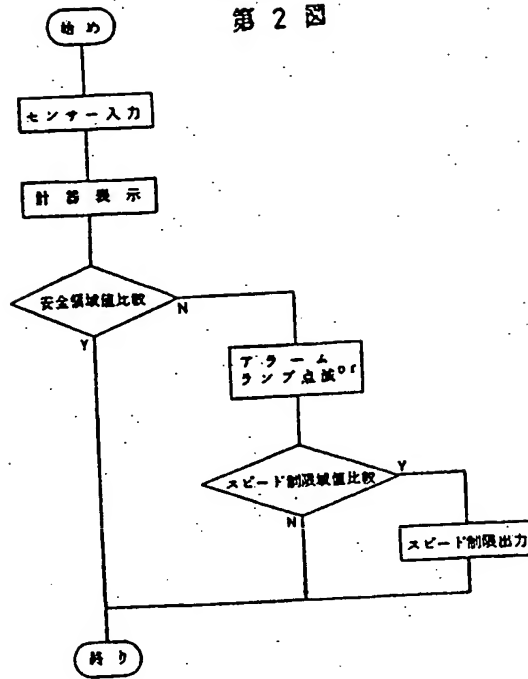 第2図
始め
センサー入力
計器表示
安全領域値比較
N
Y
アラーム or
ランプ点滅
スピード制限域値比較
Y
N
スピード制限出力
終り